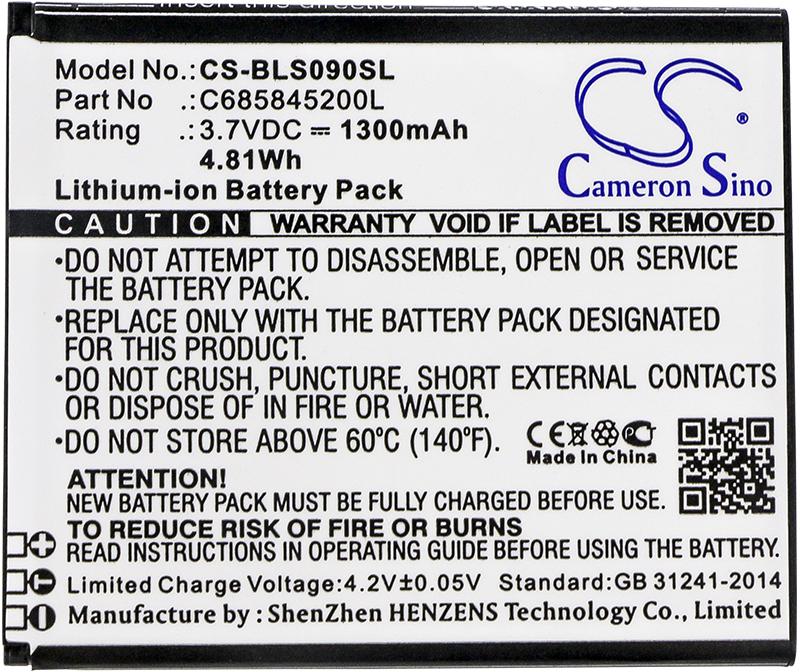 Model No.:CS-BLS090SL
Part No .:C685845200L
Rating .:3.7VDC ⎓ 1300mAh
4.81Wh
Lithium-ion Battery Pack
CS®
Cameron Sino
CAUTION WARRANTY VOID IF LABEL IS REMOVED
•DO NOT ATTEMPT TO DISASSEMBLE, OPEN OR SERVICE
THE BATTERY PACK.
•REPLACE ONLY WITH THE BATTERY PACK DESIGNATED
FOR THIS PRODUCT.
•DO NOT CRUSH, PUNCTURE, SHORT EXTERNAL CONTACTS
OR DISPOSE OF IN FIRE OR WATER.
•DO NOT STORE ABOVE 60°C (140°F).
CE PC
Made in China
ATTENTION!
NEW BATTERY PACK MUST BE FULLY CHARGED BEFORE USE.
TO REDUCE RISK OF FIRE OR BURNS
READ INSTRUCTIONS IN OPERATING GUIDE BEFORE USING THE BATTERY.
Limited Charge Voltage:4.2V±0.05V Standard:GB 31241-2014
Manufacture by : ShenZhen HENZENS Technology Co., Limited